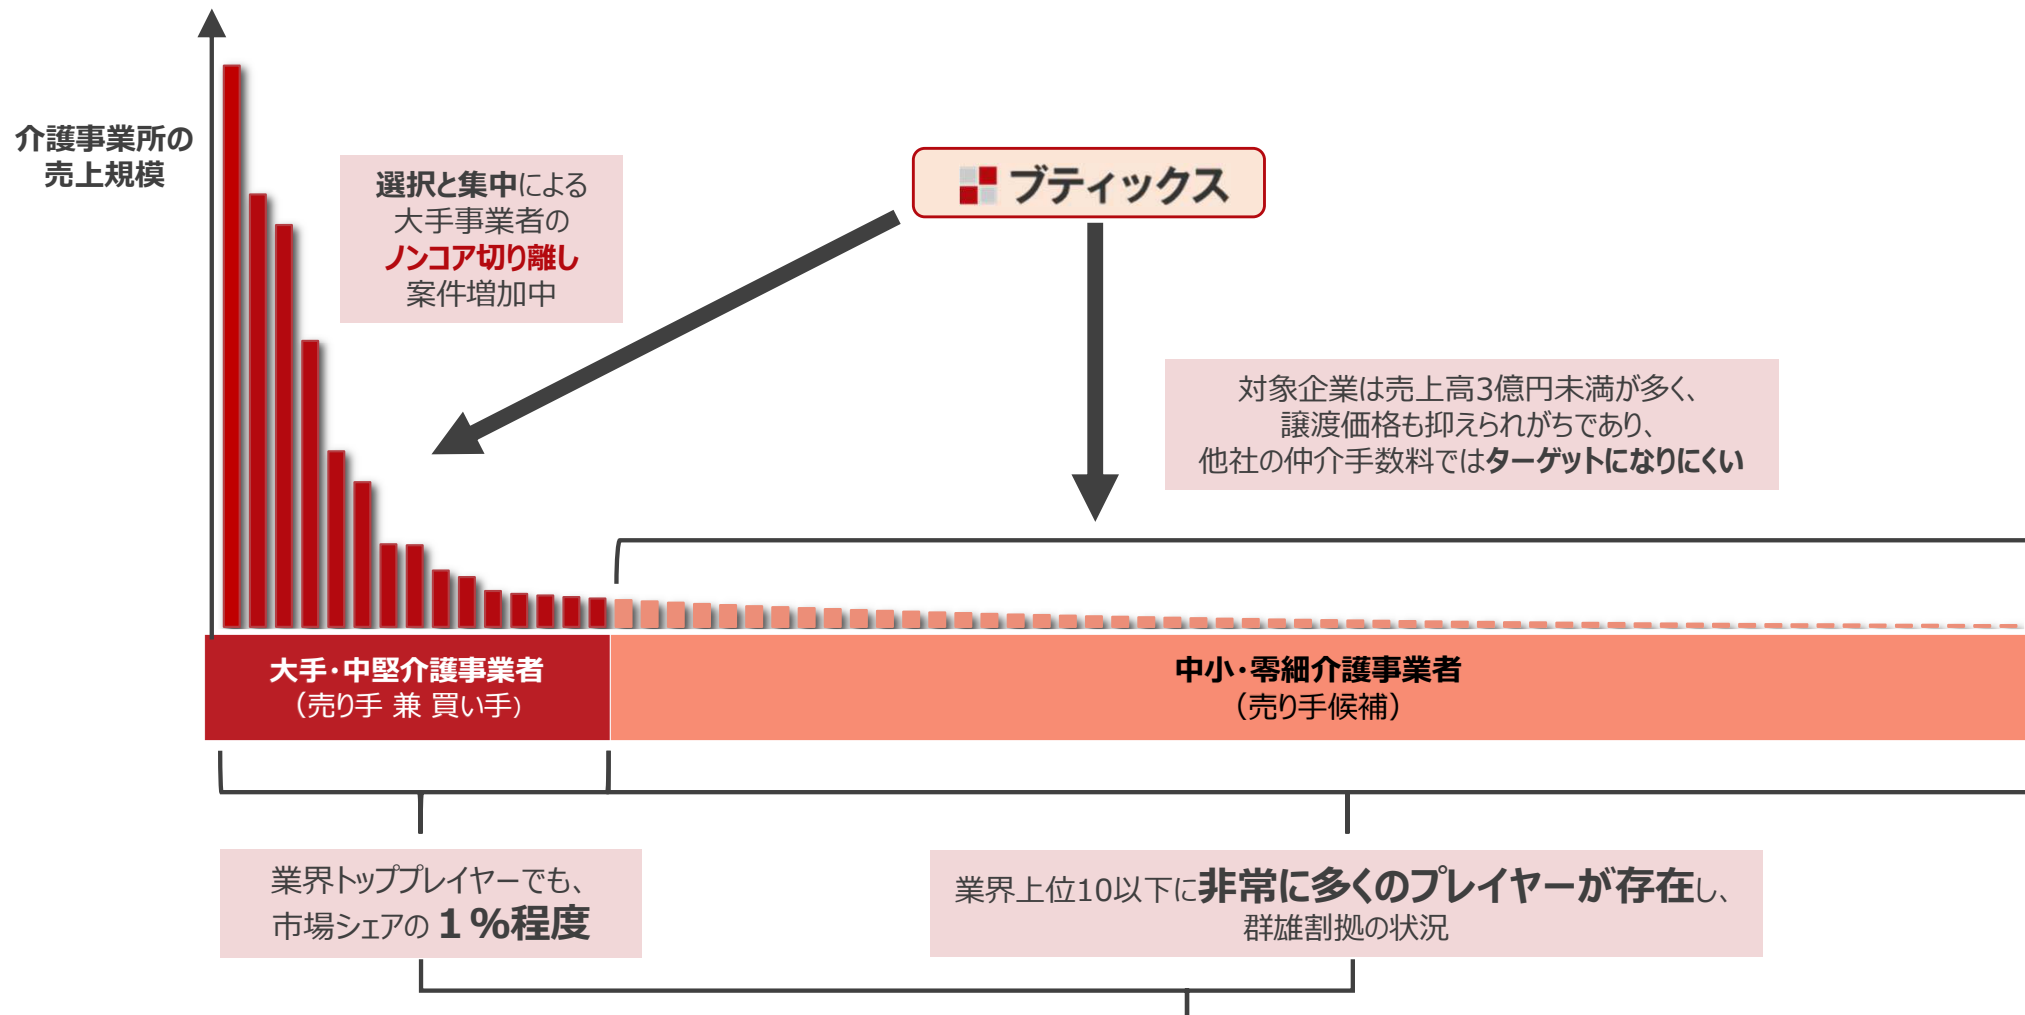 介護事業所の
売上規模
選択と集中による
大手事業者の
ノンコア切り離し
案件増加中
ブティックス
対象企業は売上高3億円未満が多く、
譲渡価格も抑えられがちであり、
他社の仲介手数料ではターゲットになりにくい
大手・中堅介護事業者
（売り手 兼 買い手）
中小・零細介護事業者
（売り手候補）
業界トッププレイヤーでも、
市場シェアの１%程度
業界上位10以下に非常に多くのプレイヤーが存在し、
群雄割拠の状況